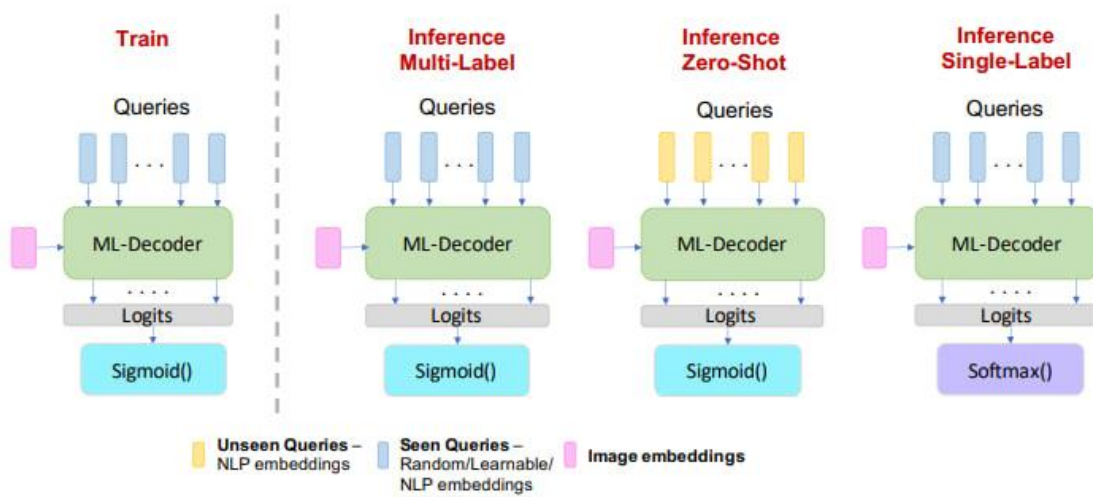 Train
Queries
. . .
ML-Decoder
. . . .
Logits
Sigmoid()
Inference
Multi-Label
Queries
. . .
ML-Decoder
. . . .
Logits
Sigmoid()
Inference
Zero-Shot
Queries
. . .
ML-Decoder
. . . .
Logits
Sigmoid()
Inference
Single-Label
Queries
. . .
ML-Decoder
. . . .
Logits
Softmax()
Unseen Queries –
NLP embeddings
Seen Queries –
Random/Learnable/
NLP embeddings
Image embeddings